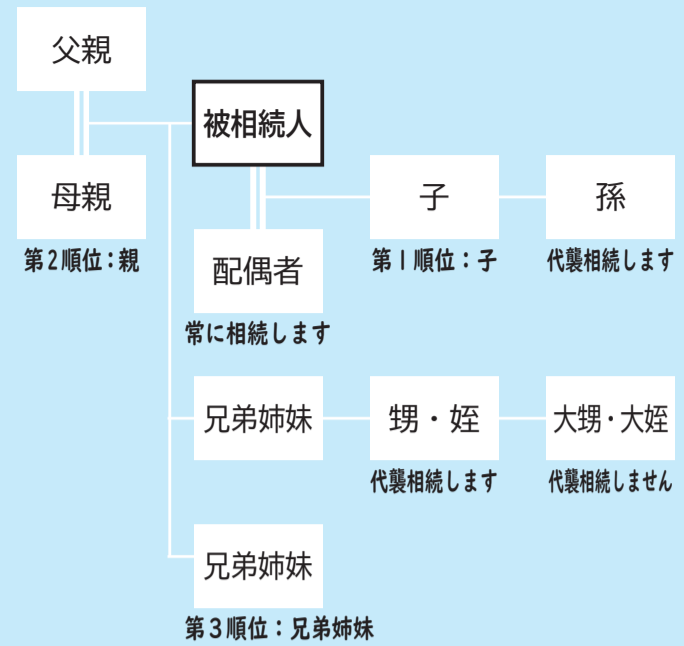 父親
被相続人
母親
子
孫
第2順位：親
配偶者
第1順位：子
代襲相続します
常に相続します
兄弟姉妹
甥・姪
大甥・大姪
代襲相続します
代襲相続しません
兄弟姉妹
第3順位：兄弟姉妹